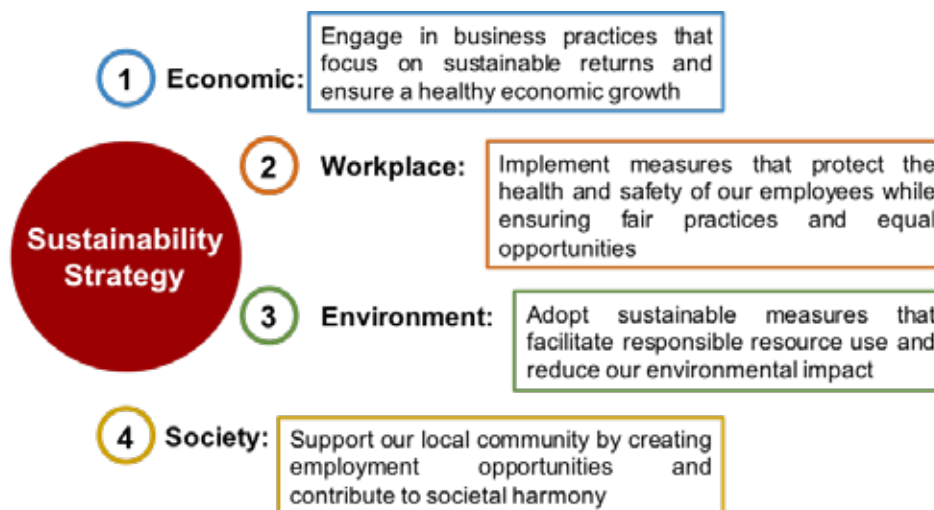 1 Economic:
Engage in business practices that
focus on sustainable returns and
ensure a healthy economic growth
2 Workplace:
Implement measures that protect the
health and safety of our employees while
ensuring fair practices and equal
opportunities
Sustainability
Strategy
3 Environment:
Adopt sustainable measures that
facilitate responsible resource use and
reduce our environmental impact
4 Society:
Support our local community by creating
employment opportunities and
contribute to societal harmony